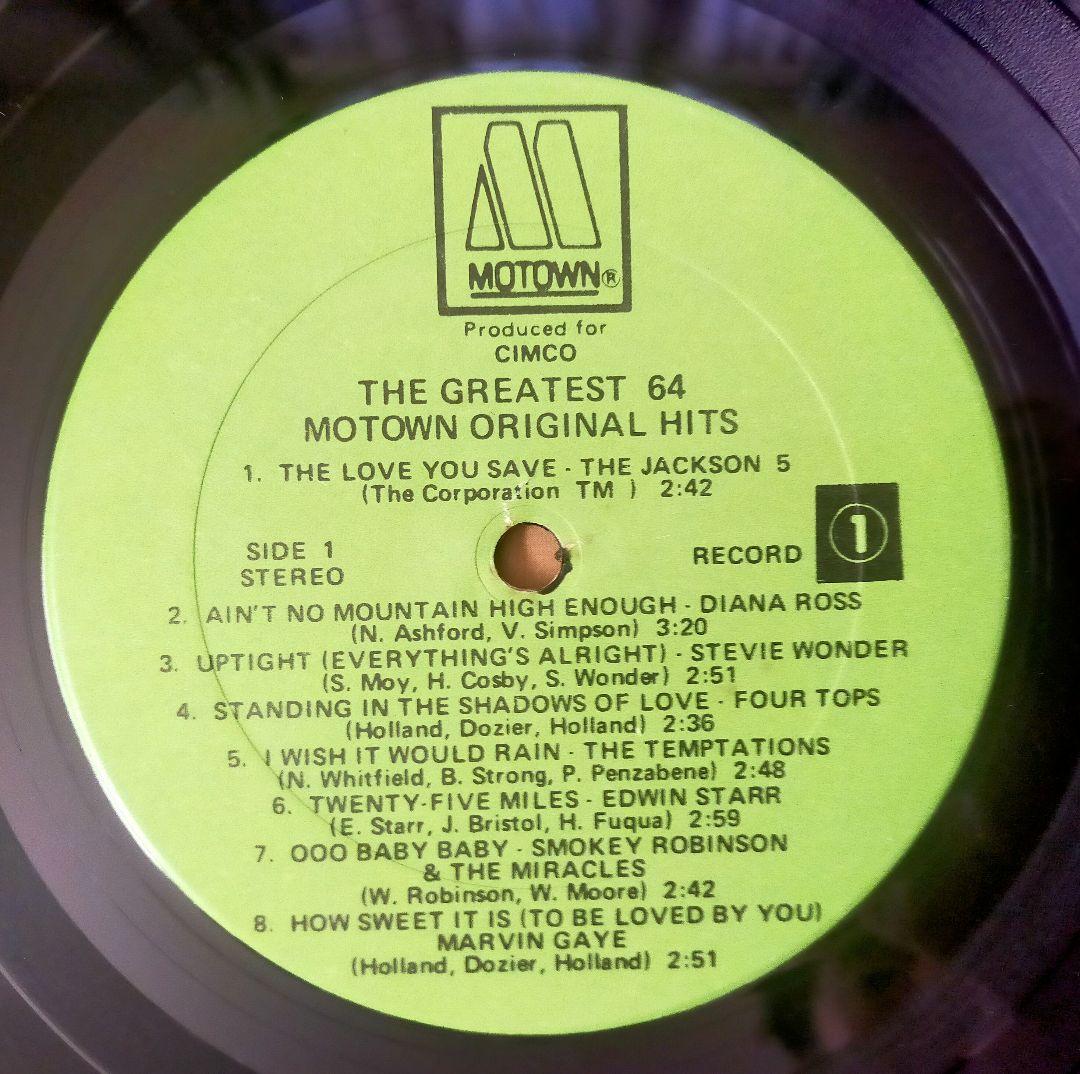 MOTOWN®
Produced for
CIMCO
THE GREATEST 64
MOTOWN ORIGINAL HITS
1. THE LOVE YOU SAVE - THE JACKSON 5
(The Corporation TM ) 2:42
SIDE 1
STEREO
RECORD 1
2. AIN'T NO MOUNTAIN HIGH ENOUGH - DIANA ROSS
(N. Ashford, V. Simpson) 3:20
3. UPTIGHT (EVERYTHING'S ALRIGHT) - STEVIE WONDER
(S. Moy, H. Cosby, S. Wonder) 2:51
4. STANDING IN THE SHADOWS OF LOVE - FOUR TOPS
(Holland, Dozier, Holland) 2:36
5. I WISH IT WOULD RAIN - THE TEMPTATIONS
(N. Whitfield, B. Strong, P. Penzabene) 2:48
6. TWENTY-FIVE MILES - EDWIN STARR
(E. Starr, J. Bristol, H. Fuqua) 2:59
7. OOO BABY BABY - SMOKEY ROBINSON
& THE MIRACLES
(W. Robinson, W. Moore) 2:42
8. HOW SWEET IT IS (TO BE LOVED BY YOU)
MARVIN GAYE
(Holland, Dozier, Holland) 2:51